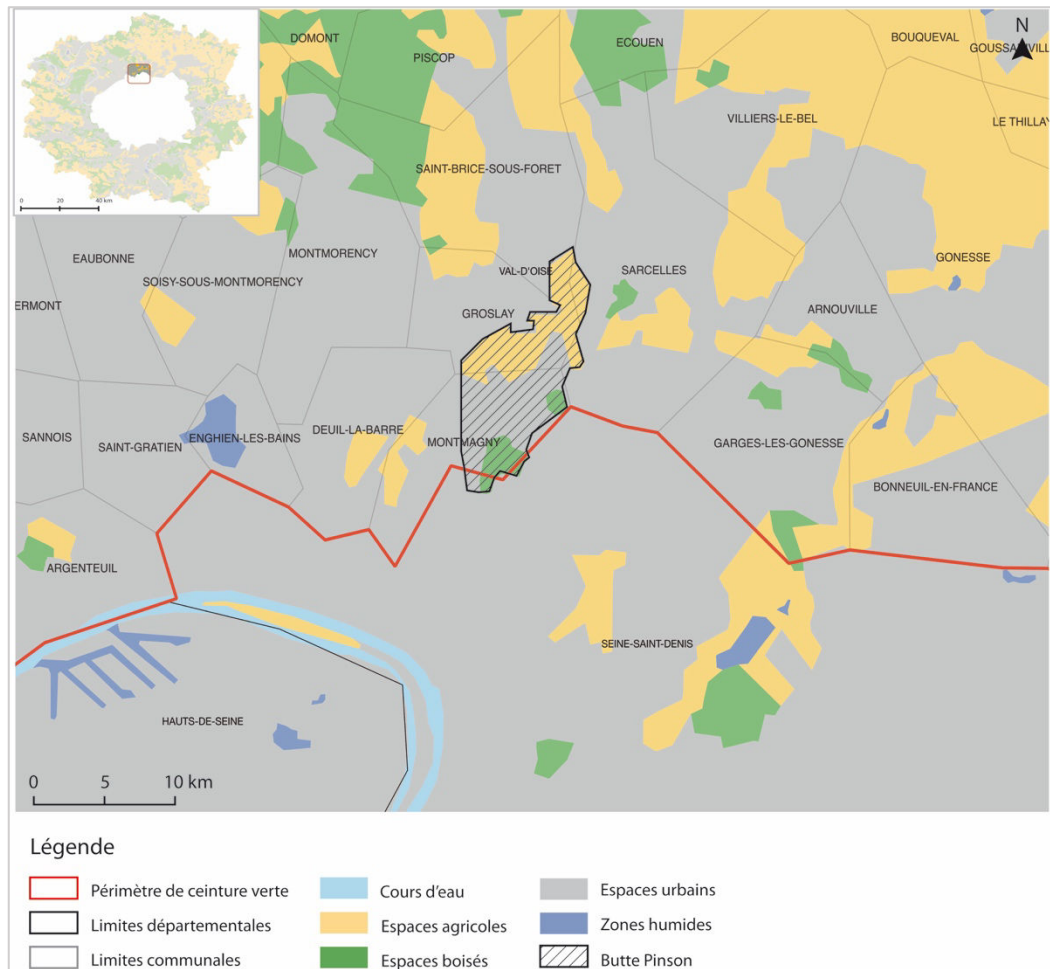 DOMONT
PISCOP
ECOUEN
BOUQUEVAL
N
0 20 40 km
VILLIERS-LE-BEL
LE THILLAY
SAINT-BRICE-SOUS-FORET
EAUBONNE
MONTMORENCY
SOISY-SOUS-MONTMORENCY
VAL-D'OISE
SARCELLES
GONESSE
ERMONT
GROSLAY
ARNOUVILLE
SANNOIS
SAINT-GRATIEN
ENGHIEN-LES-BAINS
DEUIL-LA-BARRE
MONTMAGNY
GARGES-LES-GONESSE
BONNEUIL-EN-FRANCE
ARGENTEUIL
SEINE-SAINT-DENIS
HAUTS-DE-SEINE
0 5 10 km
Légende
Périmètre de ceinture verte
Limites départementales
Limites communales
Cours d'eau
Espaces agricoles
Espaces boisés
Espaces urbains
Zones humides
Butte Pinson